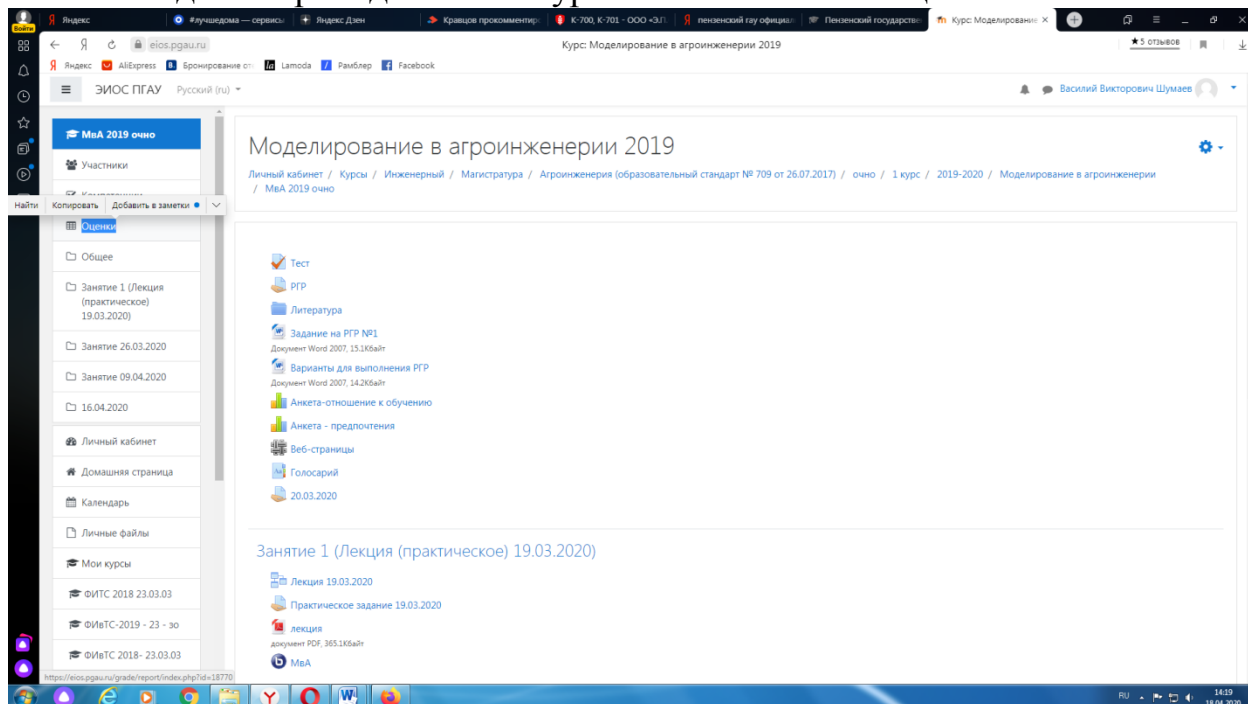 Яндекс
#лучшедома — сервисы
Яндекс Дзен
Кравцов прокомментир
К-700, К-701 - ООО «Э.П.
пензенский гау официал
Пензенский государстве
Курс: Моделирование
Войти
eios.pgau.ru
Курс: Моделирование в агроинженерии 2019
★5 отзывов
Яндекс
AliExpress
Бронирование от
Lamoda
Рамблер
Facebook
ЭИОС ПГАУ
Русский (ru)
Василий Викторович Шумаев
МвА 2019 очно
Участники
Найти
Копировать
Добавить в заметки
Оценки
Общее
Занятие 1 (Лекция
(практическое)
19.03.2020)
Занятие 26.03.2020
Занятие 09.04.2020
16.04.2020
Личный кабинет
Домашняя страница
Календарь
Личные файлы
Мои курсы
ФИТС 2018 23.03.03
ФИвТС-2019 - 23 - зо
ФИвТС 2018- 23.03.03
https://eios.pgau.ru/grade/report/index.php?id=18770
Моделирование в агроинженерии 2019
Личный кабинет / Курсы / Инженерный / Магистратура / Агроинженерия (образовательный стандарт № 709 от 26.07.2017) / очно / 1 курс / 2019-2020 / Моделирование в агроинженерии
/ МвА 2019 очно
Тест
РГР
Литература
Задание на РГР №1
Документ Word 2007, 15.1Кбайт
Варианты для выполнения РГР
Документ Word 2007, 14.2Кбайт
Анкета-отношение к обучению
Анкета - предпочтения
Веб-страницы
Голосарий
20.03.2020
Занятие 1 (Лекция (практическое) 19.03.2020)
Лекция 19.03.2020
Практическое задание 19.03.2020
лекция
документ PDF, 365.1Кбайт
МвА
RU
14:19
18.04.2020